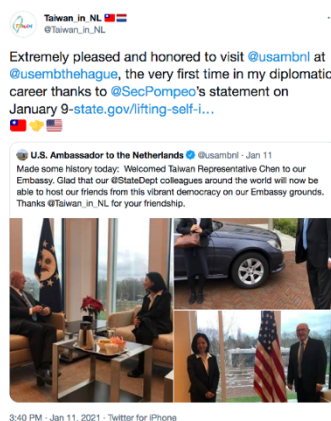 Taiwan_in_NL 🇹🇼🇳🇱
@Taiwan_in_NL
Extremely pleased and honored to visit @usambnl at
@usembthehague, the very first time in my diplomatic
career thanks to @SecPompeo's statement on
January 9-state.gov/lifting-self-i...
🇹🇼🤝🇺🇸
U.S. Ambassador to the Netherlands @usambnl · Jan 11
Made some history today: Welcomed Taiwan Representative Chen to our
Embassy. Glad that our @StateDept colleagues around the world will now be
able to host our friends from this vibrant democracy on our Embassy grounds.
Thanks @Taiwan_in_NL for your friendship.
3:40 PM · Jan 11, 2021 · Twitter for iPhone